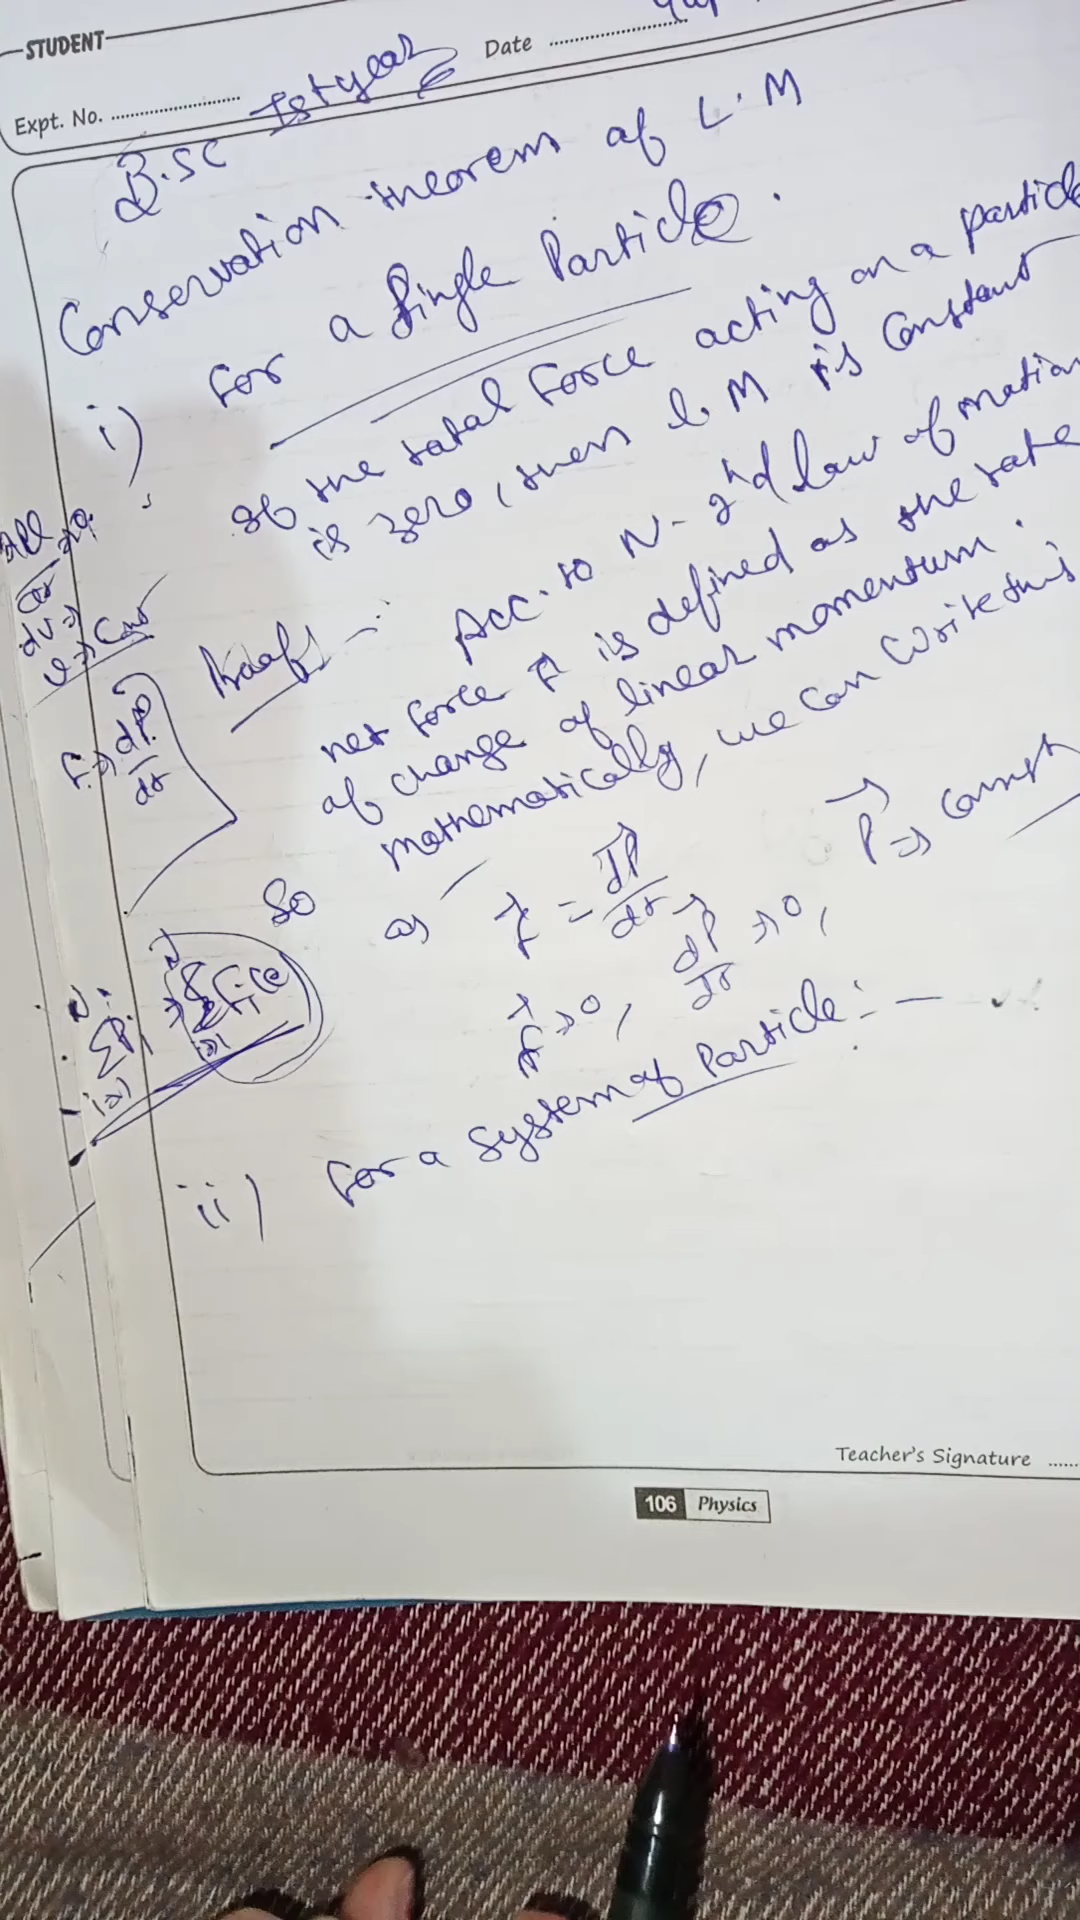 STUDENT
Date
Expt. No.
B.SC Ist year
Conservation theorem of L.M
i) For a Single Particle.
If the total Force acting on a particle
is zero, then L.M is Constant
Proof :- Acc. to N-2nd law of motion
net force F is defined as the rate
of change of linear momentum.
So mathematically, we can write this
as F = dP/dt
F => 0, dP/dt => 0, P => const
ii) For a System of Particle :-
F => dP/dt
Teacher's Signature
106 Physics